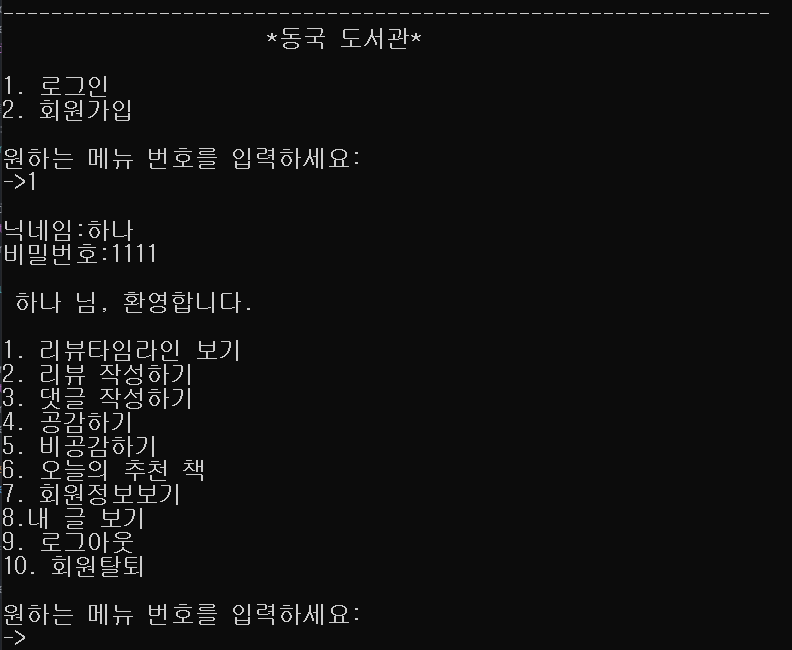 ----------------------------------------------------------------
*동국 도서관*
1. 로그인
2. 회원가입
원하는 메뉴 번호를 입력하세요:
->1
닉네임:하나
비밀번호:1111
하나 님, 환영합니다.
1. 리뷰타임라인 보기
2. 리뷰 작성하기
3. 댓글 작성하기
4. 공감하기
5. 비공감하기
6. 오늘의 추천 책
7. 회원정보보기
8.내 글 보기
9. 로그아웃
10. 회원탈퇴
원하는 메뉴 번호를 입력하세요:
->